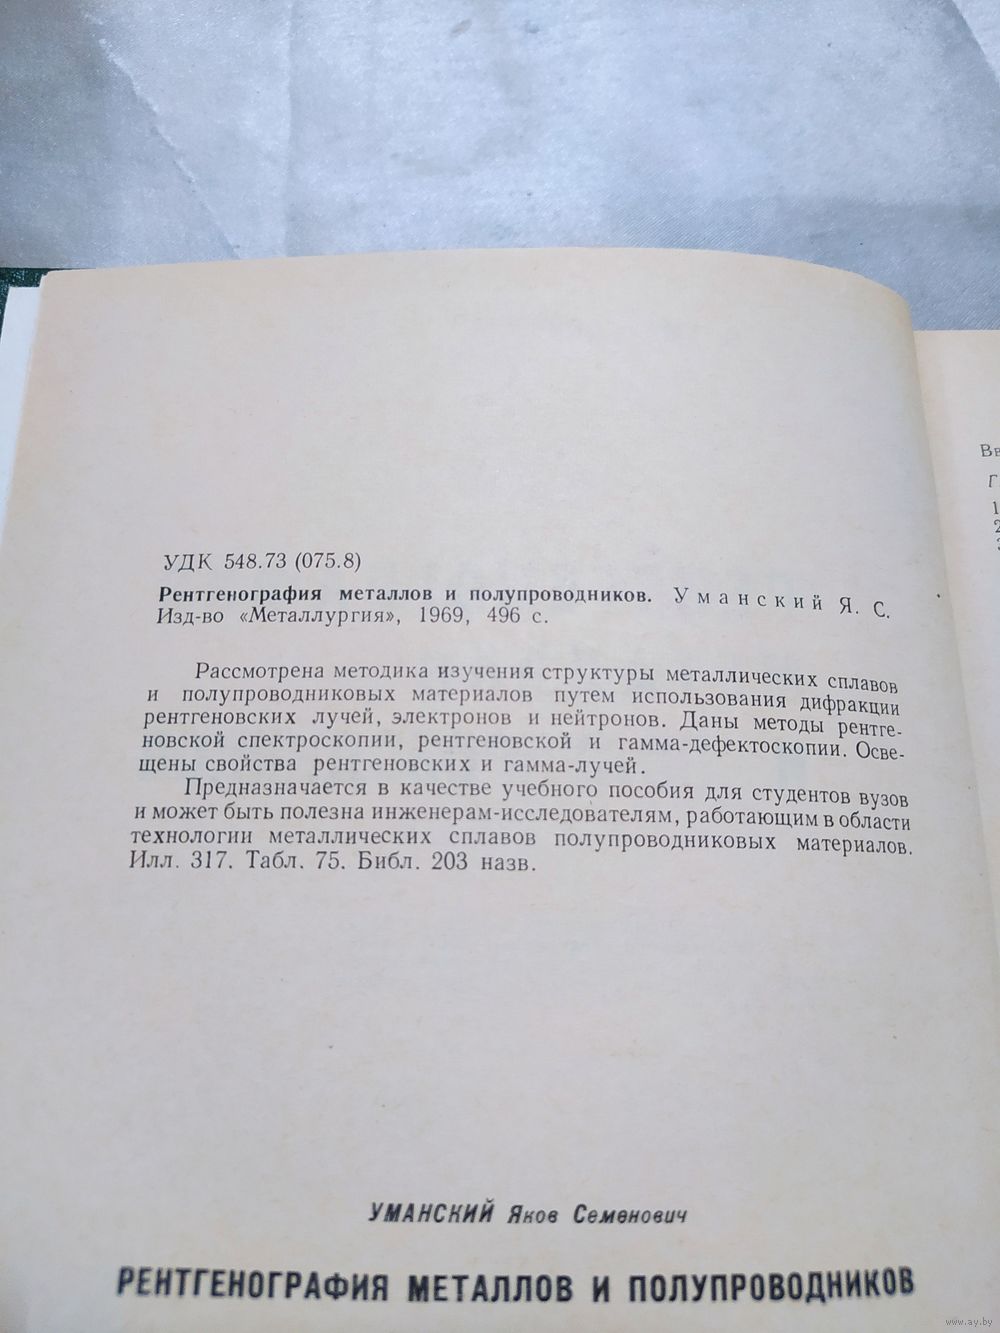 УДК 548.73 (075.8)
Рентгенография металлов и полупроводников. Уманский Я. С.
Изд-во «Металлургия», 1969, 496 с.
Рассмотрена методика изучения структуры металлических сплавов
и полупроводниковых материалов путем использования дифракции
рентгеновских лучей, электронов и нейтронов. Даны методы рентге-
новской спектроскопии, рентгеновской и гамма-дефектоскопии. Осве-
щены свойства рентгеновских и гамма-лучей.
Предназначается в качестве учебного пособия для студентов вузов
и может быть полезна инженерам-исследователям, работающим в области
технологии металлических сплавов полупроводниковых материалов.
Илл. 317. Табл. 75. Библ. 203 назв.
УМАНСКИЙ Яков Семенович
РЕНТГЕНОГРАФИЯ МЕТАЛЛОВ И ПОЛУПРОВОДНИКОВ
www.ay.by